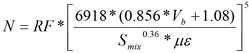 N = RF * [ 6918 * (0.856 * V_b + 1.08) / S_mix^0.36 * με ]^5